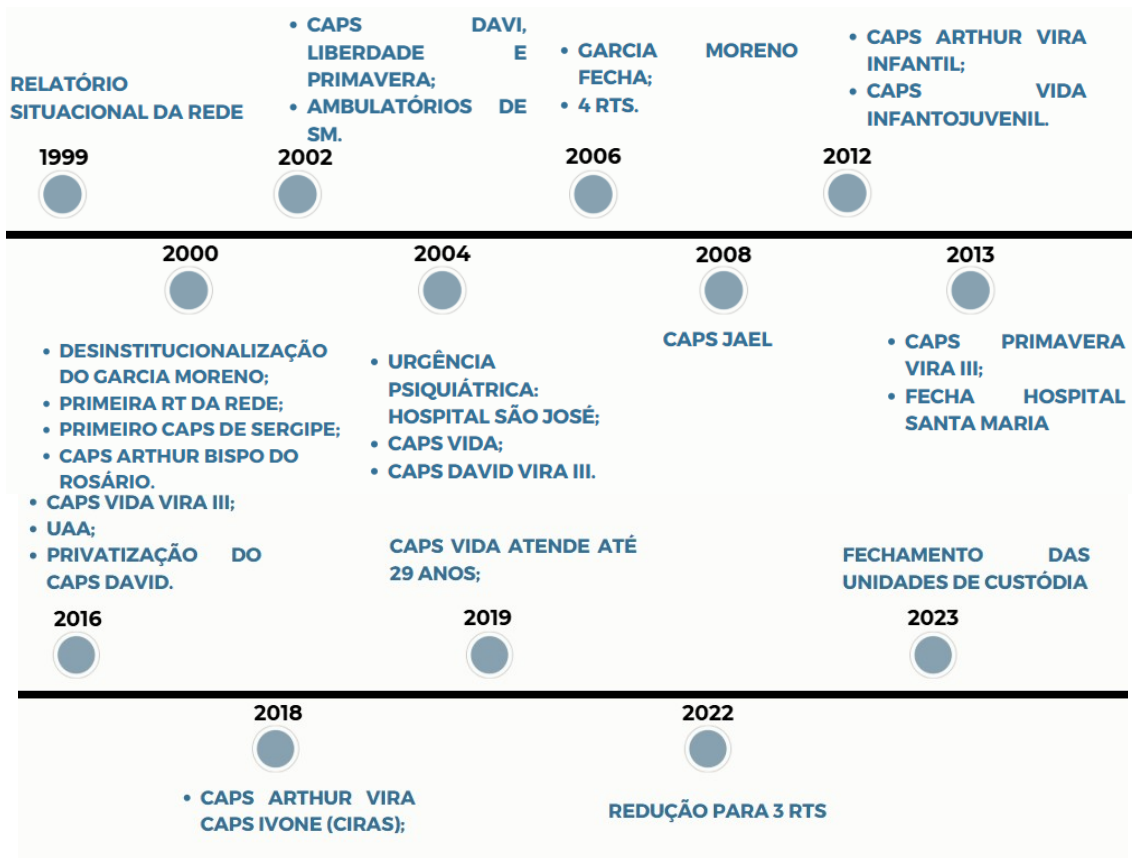 RELATÓRIO
SITUACIONAL DA REDE
1999
• CAPS DAVI,
LIBERDADE E
PRIMAVERA;
• AMBULATÓRIOS DE
SM.
2002
• GARCIA MORENO
FECHA;
• 4 RTS.
2006
• CAPS ARTHUR VIRA
INFANTIL;
• CAPS VIDA
INFANTOJUVENIL.
2012
2000
• DESINSTITUCIONALIZAÇÃO
DO GARCIA MORENO;
• PRIMEIRA RT DA REDE;
• PRIMEIRO CAPS DE SERGIPE;
• CAPS ARTHUR BISPO DO
ROSÁRIO.
2004
• URGÊNCIA
PSIQUIÁTRICA:
HOSPITAL SÃO JOSÉ;
• CAPS VIDA;
• CAPS DAVID VIRA III.
2008
CAPS JAEL
2013
• CAPS PRIMAVERA
VIRA III;
• FECHA HOSPITAL
SANTA MARIA
• CAPS VIDA VIRA III;
• UAA;
• PRIVATIZAÇÃO DO
CAPS DAVID.
2016
CAPS VIDA ATENDE ATÉ
29 ANOS;
2019
FECHAMENTO DAS
UNIDADES DE CUSTÓDIA
2023
2018
• CAPS ARTHUR VIRA
CAPS IVONE (CIRAS);
2022
REDUÇÃO PARA 3 RTS